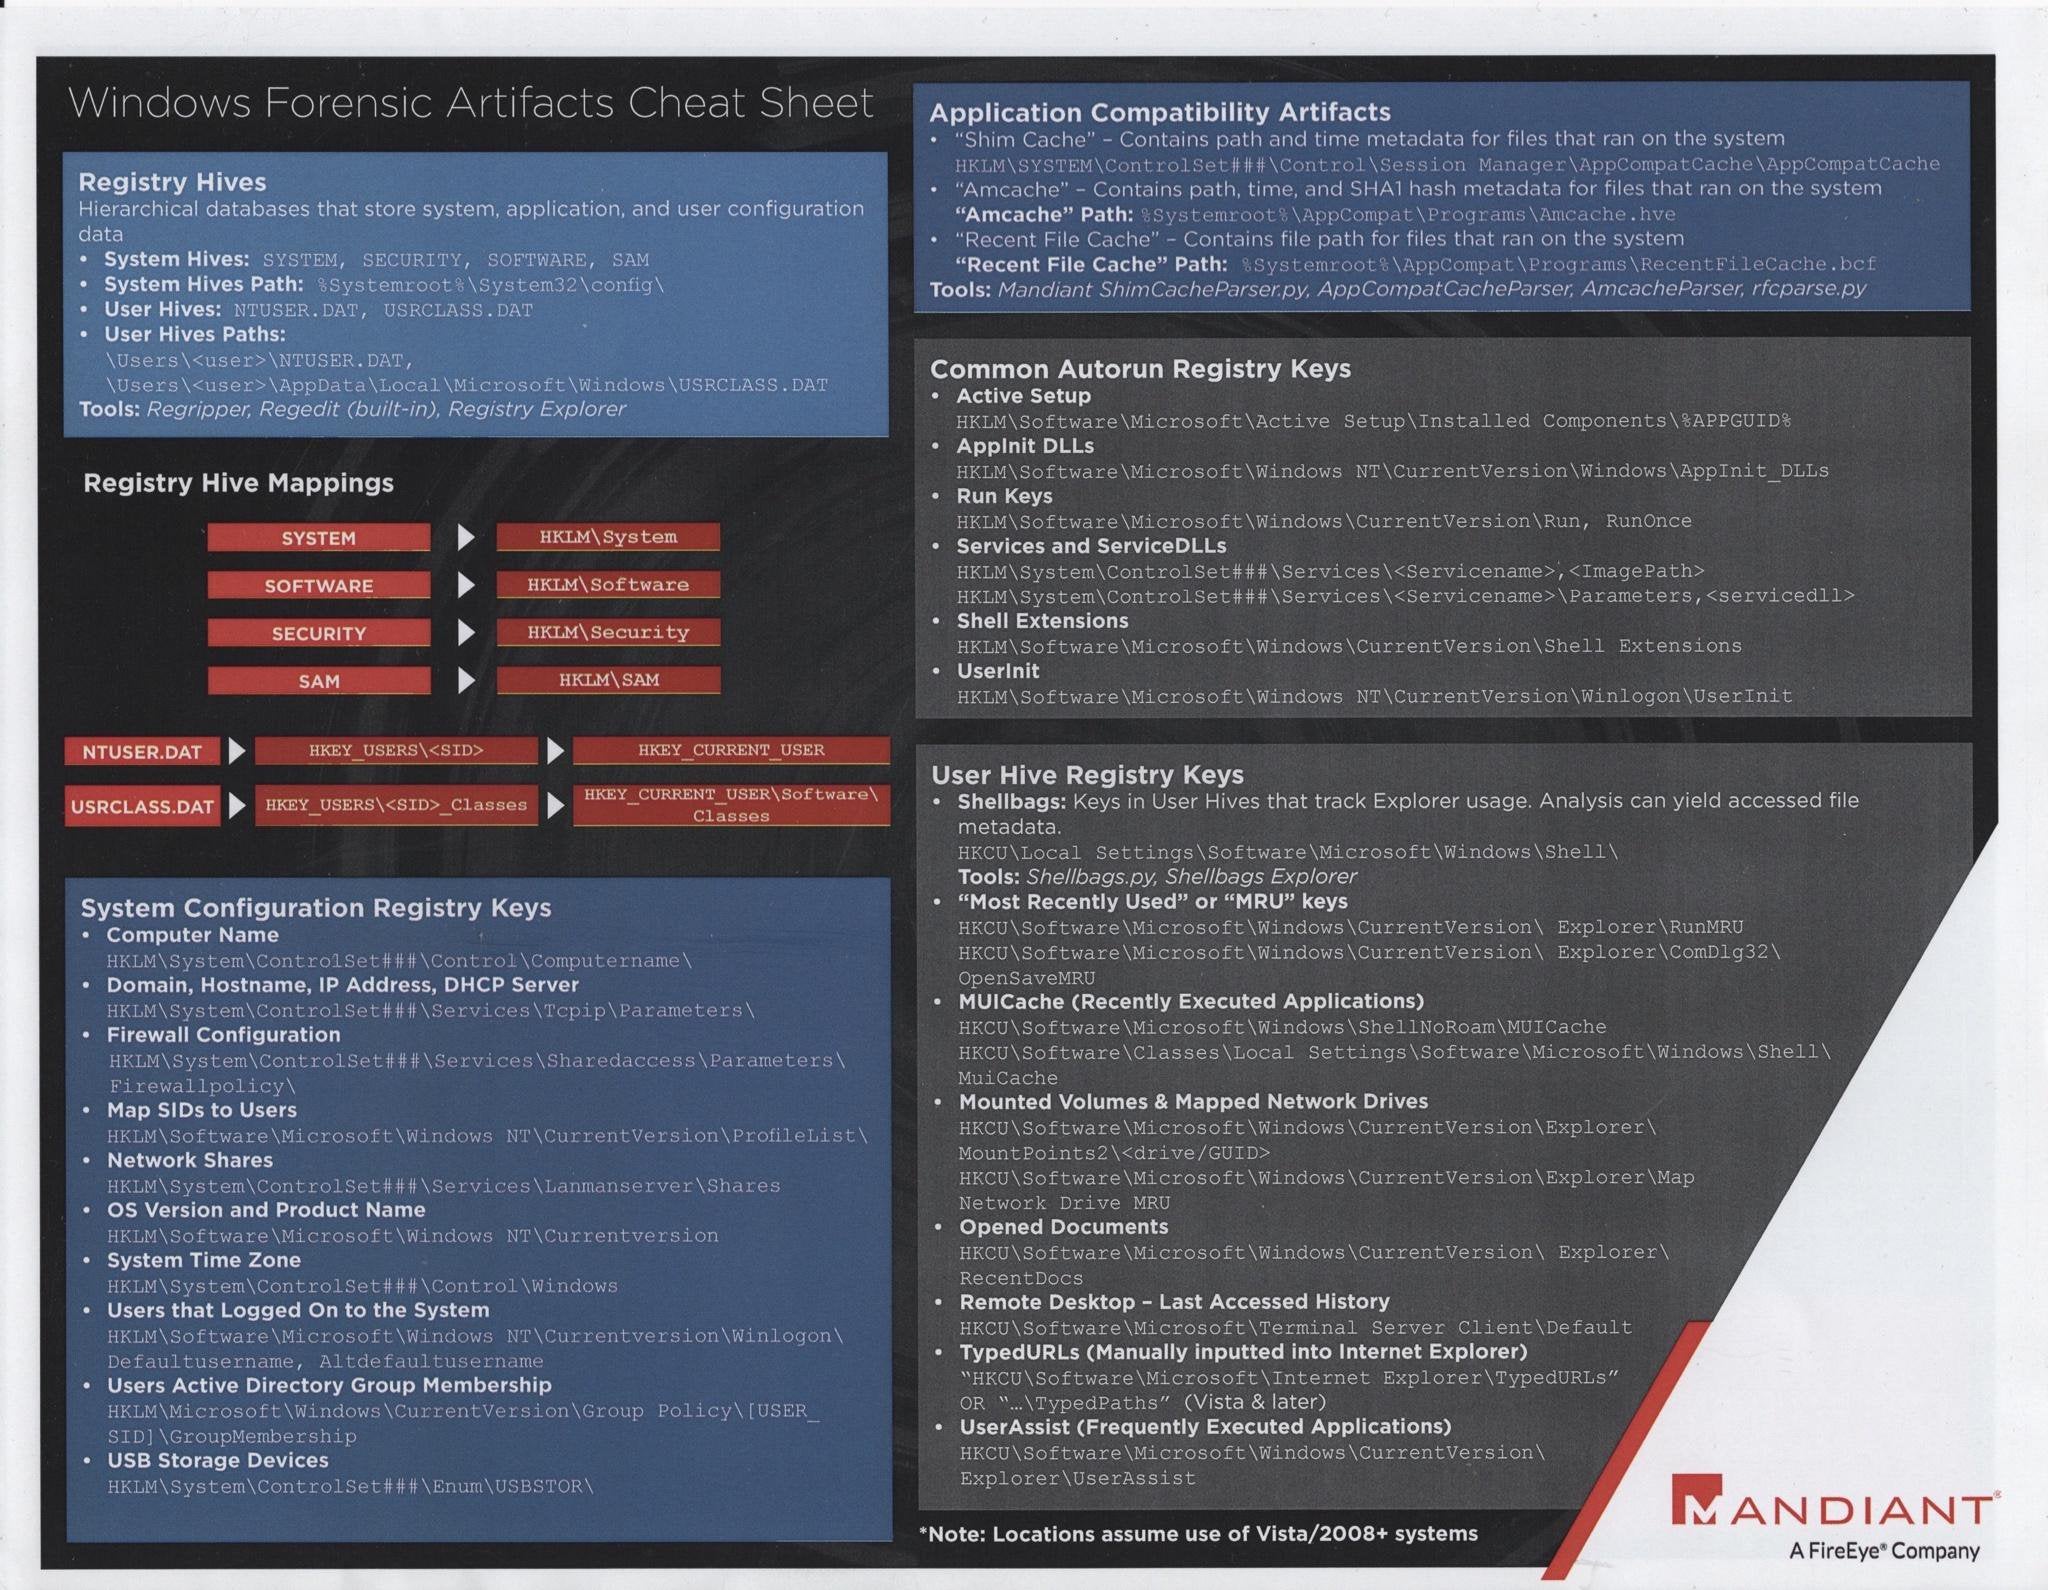 Windows Forensic Artifacts Cheat Sheet
Registry Hives
Hierarchical databases that store system, application, and user configuration
data
• System Hives: SYSTEM, SECURITY, SOFTWARE, SAM
• System Hives Path: %Systemroot%\System32\config\
• User Hives: NTUSER.DAT, USRCLASS.DAT
• User Hives Paths:
\Users\<user>\NTUSER.DAT,
\Users\<user>\AppData\Local\Microsoft\Windows\USRCLASS.DAT
Tools: Regripper, Regedit (built-in), Registry Explorer
Registry Hive Mappings
SYSTEM HKLM\System
SOFTWARE HKLM\Software
SECURITY HKLM\Security
SAM HKLM\SAM
NTUSER.DAT HKEY_USERS\<SID> HKEY_CURRENT_USER
USRCLASS.DAT HKEY_USERS\<SID>_Classes HKEY_CURRENT_USER\Software\
Classes
System Configuration Registry Keys
• Computer Name
HKLM\System\ControlSet###\Control\Computername\
• Domain, Hostname, IP Address, DHCP Server
HKLM\System\ControlSet###\Services\Tcpip\Parameters\
• Firewall Configuration
HKLM\System\ControlSet###\Services\Sharedaccess\Parameters\
Firewallpolicy\
• Map SIDs to Users
HKLM\Software\Microsoft\Windows NT\CurrentVersion\ProfileList\
• Network Shares
HKLM\System\ControlSet###\Services\Lanmanserver\Shares
• OS Version and Product Name
HKLM\Software\Microsoft\Windows NT\Currentversion
• System Time Zone
HKLM\System\ControlSet###\Control\Windows
• Users that Logged On to the System
HKLM\Software\Microsoft\Windows NT\Currentversion\Winlogon\
Defaultusername, Altdefaultusername
• Users Active Directory Group Membership
HKLM\Microsoft\Windows\CurrentVersion\Group Policy\[USER_
SID]\GroupMembership
• USB Storage Devices
HKLM\System\ControlSet###\Enum\USBSTOR\
Application Compatibility Artifacts
• “Shim Cache” – Contains path and time metadata for files that ran on the system
HKLM\SYSTEM\ControlSet###\Control\Session Manager\AppCompatCache\AppCompatCache
• “Amcache” – Contains path, time, and SHA1 hash metadata for files that ran on the system
“Amcache” Path: %Systemroot%\AppCompat\Programs\Amcache.hve
• “Recent File Cache” – Contains file path for files that ran on the system
“Recent File Cache” Path: %Systemroot%\AppCompat\Programs\RecentFileCache.bcf
Tools: Mandiant ShimCacheParser.py, AppCompatCacheParser, AmcacheParser, rfcparse.py
Common Autorun Registry Keys
• Active Setup
HKLM\Software\Microsoft\Active Setup\Installed Components\%APPGUID%
• AppInit DLLs
HKLM\Software\Microsoft\Windows NT\CurrentVersion\Windows\AppInit_DLLs
• Run Keys
HKLM\Software\Microsoft\Windows\CurrentVersion\Run, RunOnce
• Services and ServiceDLLs
HKLM\System\ControlSet###\Services\<Servicename>,<ImagePath>
HKLM\System\ControlSet###\Services\<Servicename>\Parameters,<servicedll>
• Shell Extensions
HKLM\Software\Microsoft\Windows\CurrentVersion\Shell Extensions
• UserInit
HKLM\Software\Microsoft\Windows NT\CurrentVersion\Winlogon\UserInit
User Hive Registry Keys
• Shellbags: Keys in User Hives that track Explorer usage. Analysis can yield accessed file
metadata.
HKCU\Local Settings\Software\Microsoft\Windows\Shell\
Tools: Shellbags.py, Shellbags Explorer
• “Most Recently Used” or “MRU” keys
HKCU\Software\Microsoft\Windows\CurrentVersion\ Explorer\RunMRU
HKCU\Software\Microsoft\Windows\CurrentVersion\ Explorer\ComDlg32\
OpenSaveMRU
• MUICache (Recently Executed Applications)
HKCU\Software\Microsoft\Windows\ShellNoRoam\MUICache
HKCU\Software\Classes\Local Settings\Software\Microsoft\Windows\Shell\
MuiCache
• Mounted Volumes & Mapped Network Drives
HKCU\Software\Microsoft\Windows\CurrentVersion\Explorer\
MountPoints2\<drive/GUID>
HKCU\Software\Microsoft\Windows\CurrentVersion\Explorer\Map
Network Drive MRU
• Opened Documents
HKCU\Software\Microsoft\Windows\CurrentVersion\ Explorer\
RecentDocs
• Remote Desktop – Last Accessed History
HKCU\Software\Microsoft\Terminal Server Client\Default
• TypedURLs (Manually inputted into Internet Explorer)
“HKCU\Software\Microsoft\Internet Explorer\TypedURLs”
OR “…\TypedPaths” (Vista & later)
• UserAssist (Frequently Executed Applications)
HKCU\Software\Microsoft\Windows\CurrentVersion\
Explorer\UserAssist
*Note: Locations assume use of Vista/2008+ systems
MANDIANT®
A FireEye® Company